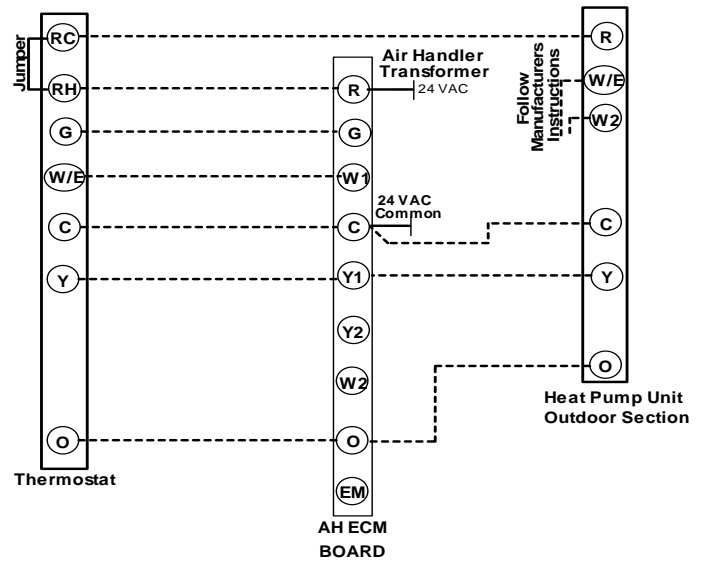 RC
R
Jumper
Air Handler
Transformer
24 VAC
RH
R
Follow
Manufacturers
Instructions
W/E
G
G
W2
W/E
W1
24 VAC
Common
C
C
C
Y
Y1
Y
Y2
W2
O
Heat Pump Unit
Outdoor Section
O
O
Thermostat
EM
AH ECM
BOARD